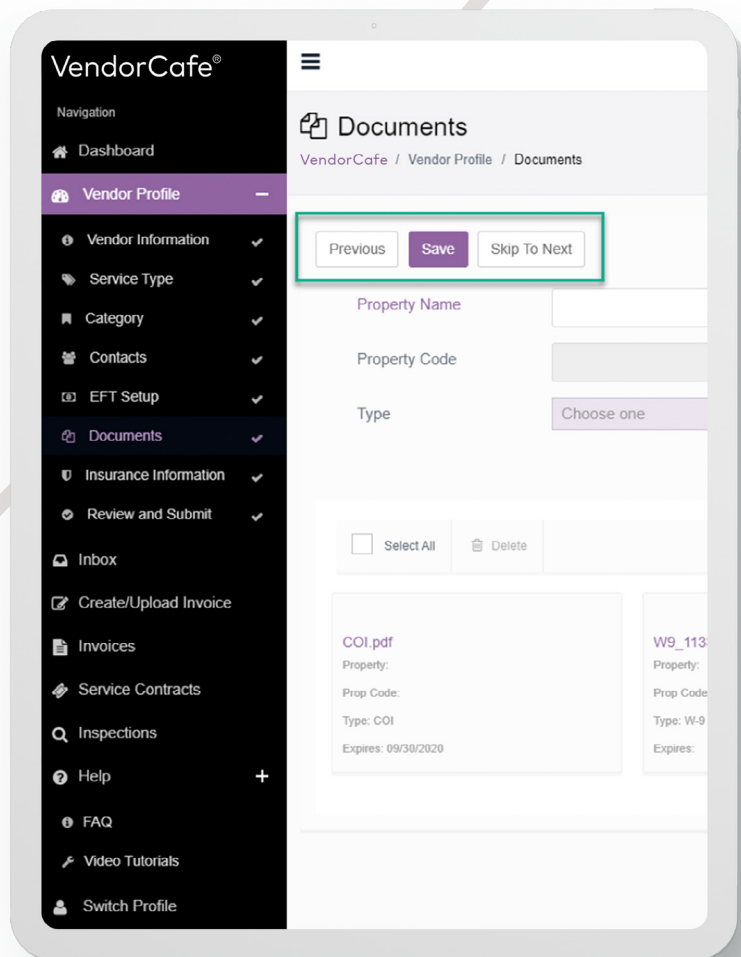 VendorCafe®
Navigation
Dashboard
Vendor Profile
Vendor Information
Service Type
Category
Contacts
EFT Setup
Documents
Insurance Information
Review and Submit
Inbox
Create/Upload Invoice
Invoices
Service Contracts
Inspections
Help
FAQ
Video Tutorials
Switch Profile
Documents
VendorCafe / Vendor Profile / Documents
Previous Save Skip To Next
Property Name
Property Code
Type Choose one
Select All Delete
COI.pdf
Property:
Prop Code:
Type: COI
Expires: 09/30/2020
W9_113
Property:
Prop Code
Type: W-9
Expires: